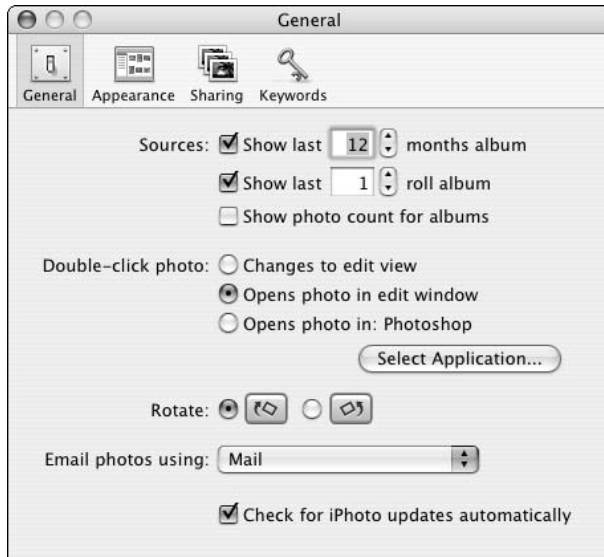 General
General Appearance Sharing Keywords
Sources: Show last 12 months album
Show last 1 roll album
Show photo count for albums
Double-click photo: Changes to edit view
Opens photo in edit window
Opens photo in: Photoshop
Select Application...
Rotate:
Email photos using: Mail
Check for iPhoto updates automatically